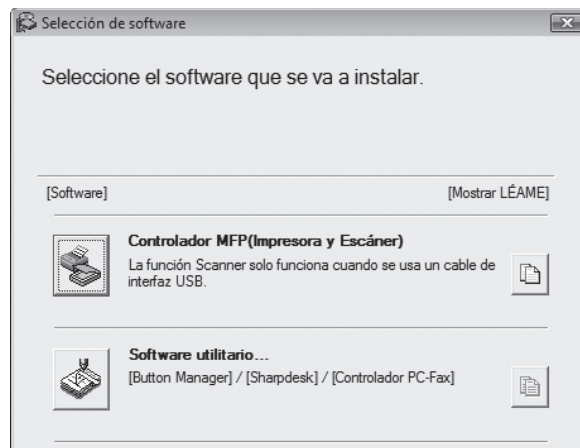 Selección de software
Seleccione el software que se va a instalar.
[Software] [Mostrar LÉAME]
Controlador MFP(Impresora y Escáner)
La función Scanner solo funciona cuando se usa un cable de
interfaz USB.
Software utilitario...
[Button Manager] / [Sharpdesk] / [Controlador PC-Fax]